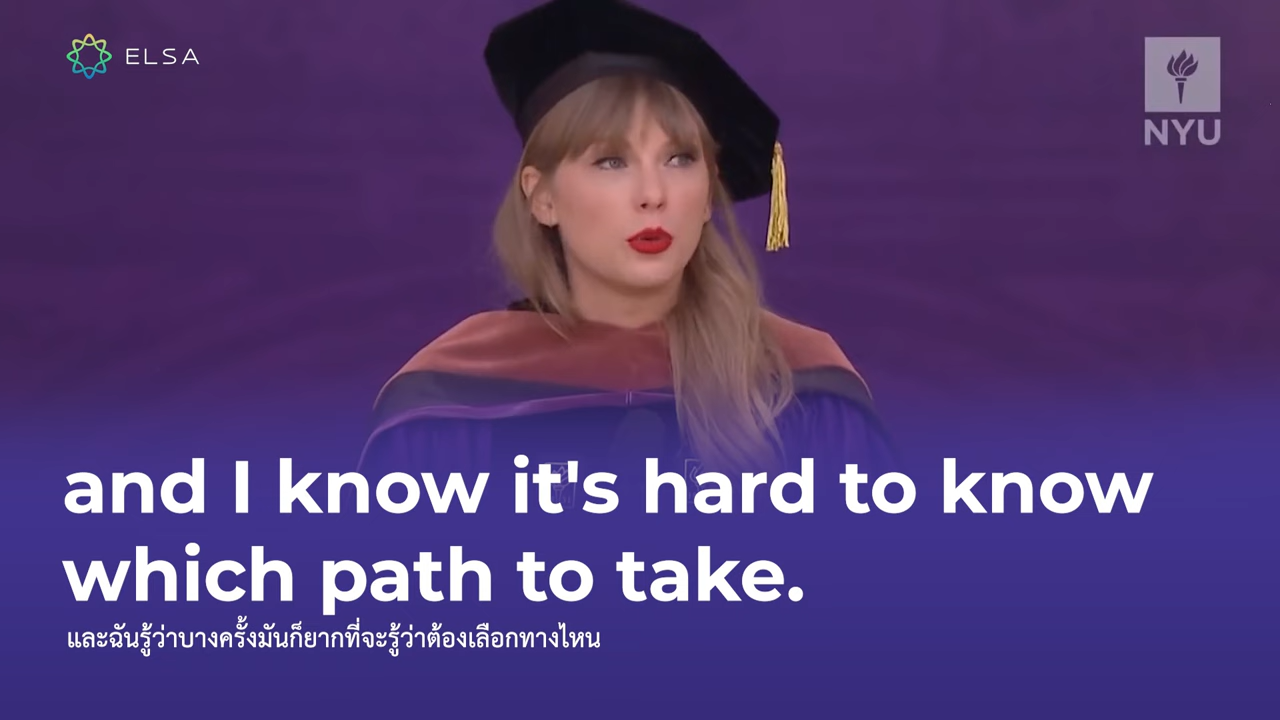 ELSA
NYU
and I know it's hard to know
which path to take.
และฉันรู้ว่าบางครั้งมันก็ยากที่จะรู้ว่าต้องเลือกทางไหน